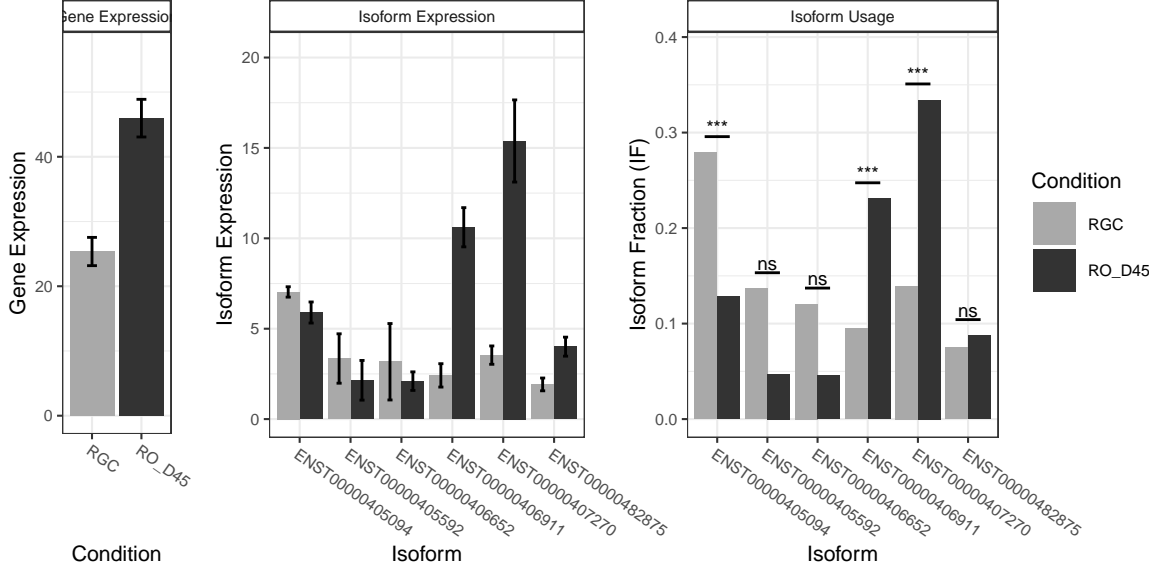 Gene Expression
Isoform Expression
Isoform Usage
Gene Expression
0
20
40
RGC
RO_D45
Condition
Isoform Expression
0
5
10
15
20
ENST00000405094
ENST00000405592
ENST00000406652
ENST00000406911
ENST00000407270
ENST00000482875
Isoform
Isoform Fraction (IF)
0.0
0.1
0.2
0.3
0.4
***
ns
ns
***
***
ns
ENST00000405094
ENST00000405592
ENST00000406652
ENST00000406911
ENST00000407270
ENST00000482875
Isoform
Condition
RGC
RO_D45